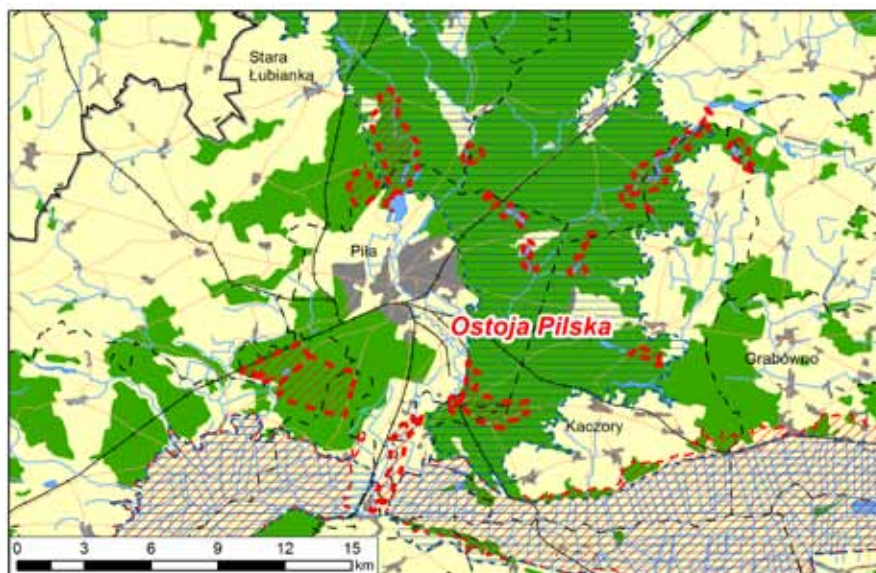 Stara
Łubianka
Piła
Ostoja Pilska
Grabówno
Kaczory
0 3 6 9 12 15
km